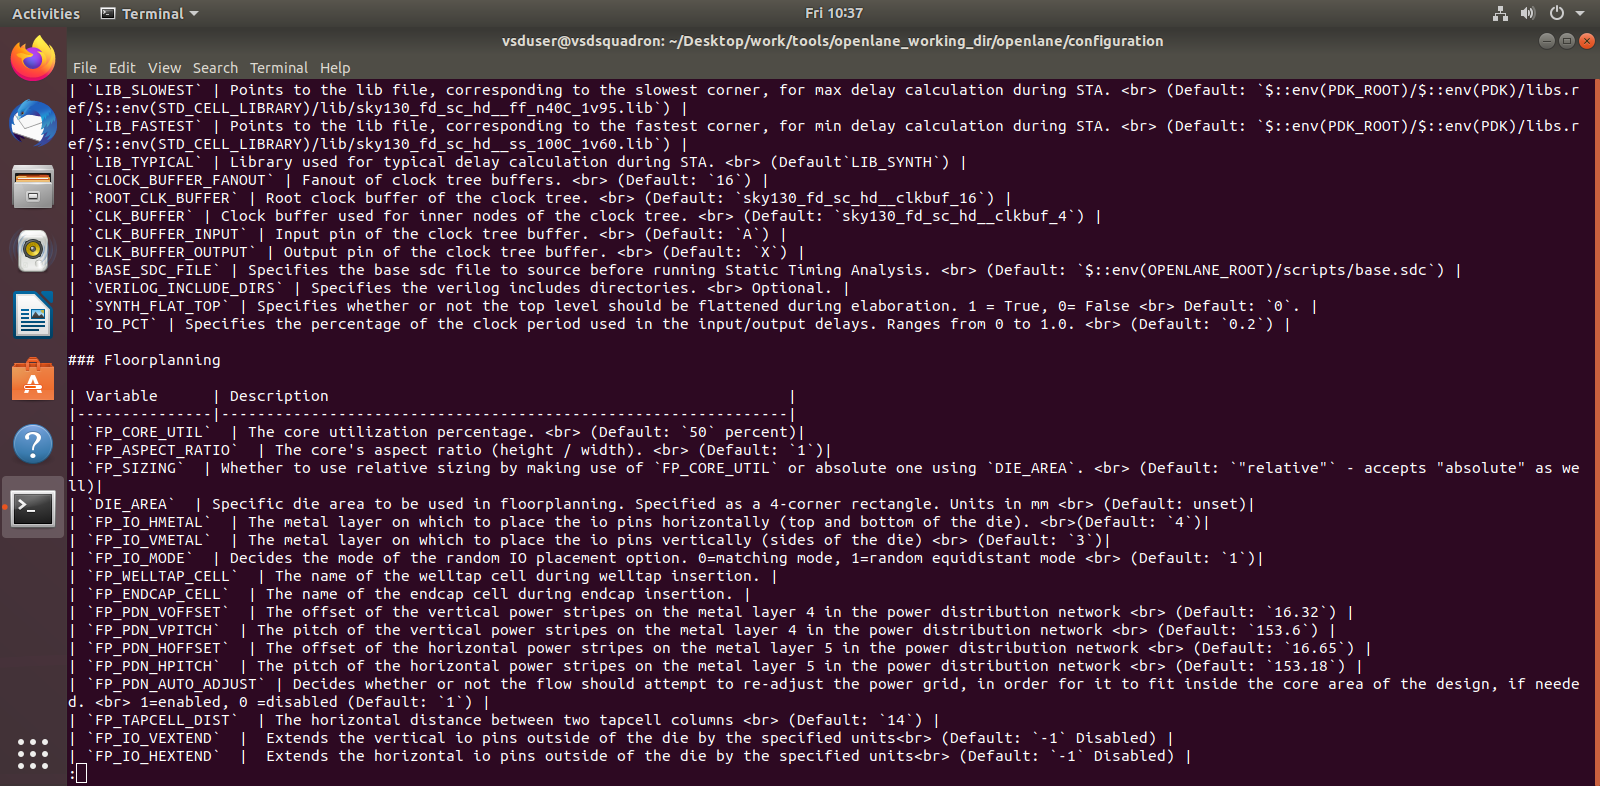 Activities
Terminal
Fri 10:37
vsduser@vsdsquadron: ~/Desktop/work/tools/openlane_working_dir/openlane/configuration
File Edit View Search Terminal Help
| `LIB_SLOWEST` | Points to the lib file, corresponding to the slowest corner, for max delay calculation during STA. <br> (Default: `$::env(PDK_ROOT)/$::env(PDK)/libs.r
ef/$::env(STD_CELL_LIBRARY)/lib/sky130_fd_sc_hd__ff_n40C_1v95.lib`) |
| `LIB_FASTEST` | Points to the lib file, corresponding to the fastest corner, for min delay calculation during STA. <br> (Default: `$::env(PDK_ROOT)/$::env(PDK)/libs.r
ef/$::env(STD_CELL_LIBRARY)/lib/sky130_fd_sc_hd__ss_100C_1v60.lib`) |
| `LIB_TYPICAL` | Library used for typical delay calculation during STA. <br> (Default`LIB_SYNTH`) |
| `CLOCK_BUFFER_FANOUT` | Fanout of clock tree buffers. <br> (Default: `16`) |
| `ROOT_CLK_BUFFER` | Root clock buffer of the clock tree. <br> (Default: `sky130_fd_sc_hd__clkbuf_16`) |
| `CLK_BUFFER` | Clock buffer used for inner nodes of the clock tree. <br> (Default: `sky130_fd_sc_hd__clkbuf_4`) |
| `CLK_BUFFER_INPUT` | Input pin of the clock tree buffer. <br> (Default: `A`) |
| `CLK_BUFFER_OUTPUT` | Output pin of the clock tree buffer. <br> (Default: `X`) |
| `BASE_SDC_FILE` | Specifies the base sdc file to source before running Static Timing Analysis. <br> (Default: `$::env(OPENLANE_ROOT)/scripts/base.sdc`) |
| `VERILOG_INCLUDE_DIRS` | Specifies the verilog includes directories. <br> Optional. |
| `SYNTH_FLAT_TOP` | Specifies whether or not the top level should be flattened during elaboration. 1 = True, 0= False <br> Default: `0`. |
| `IO_PCT` | Specifies the percentage of the clock period used in the input/output delays. Ranges from 0 to 1.0. <br> (Default: `0.2`) |
### Floorplanning
| Variable      | Description                                                   |
|---------------|---------------------------------------------------------------|
| `FP_CORE_UTIL`  | The core utilization percentage. <br> (Default: `50` percent)|
| `FP_ASPECT_RATIO`  | The core's aspect ratio (height / width). <br> (Default: `1`)|
| `FP_SIZING`  | Whether to use relative sizing by making use of `FP_CORE_UTIL` or absolute one using `DIE_AREA`. <br> (Default: `"relative"` - accepts "absolute" as we
ll)|
| `DIE_AREA`  | Specific die area to be used in floorplanning. Specified as a 4-corner rectangle. Units in mm <br> (Default: unset)|
| `FP_IO_HMETAL`  | The metal layer on which to place the io pins horizontally (top and bottom of the die). <br>(Default: `4`)|
| `FP_IO_VMETAL`  | The metal layer on which to place the io pins vertically (sides of the die) <br> (Default: `3`)|
| `FP_IO_MODE`  | Decides the mode of the random IO placement option. 0=matching mode, 1=random equidistant mode <br> (Default: `1`)|
| `FP_WELLTAP_CELL`  | The name of the welltap cell during welltap insertion. |
| `FP_ENDCAP_CELL`  | The name of the endcap cell during endcap insertion. |
| `FP_PDN_VOFFSET`  | The offset of the vertical power stripes on the metal layer 4 in the power distribution network <br> (Default: `16.32`) |
| `FP_PDN_VPITCH`  | The pitch of the vertical power stripes on the metal layer 4 in the power distribution network <br> (Default: `153.6`) |
| `FP_PDN_HOFFSET`  | The offset of the horizontal power stripes on the metal layer 5 in the power distribution network <br> (Default: `16.65`) |
| `FP_PDN_HPITCH`  | The pitch of the horizontal power stripes on the metal layer 5 in the power distribution network <br> (Default: `153.18`) |
| `FP_PDN_AUTO_ADJUST` | Decides whether or not the flow should attempt to re-adjust the power grid, in order for it to fit inside the core area of the design, if neede
d. <br> 1=enabled, 0 =disabled (Default: `1`) |
| `FP_TAPCELL_DIST`  | The horizontal distance between two tapcell columns <br> (Default: `14`) |
| `FP_IO_VEXTEND`  |  Extends the vertical io pins outside of the die by the specified units<br> (Default: `-1` Disabled) |
| `FP_IO_HEXTEND`  |  Extends the horizontal io pins outside of the die by the specified units<br> (Default: `-1` Disabled) |
: